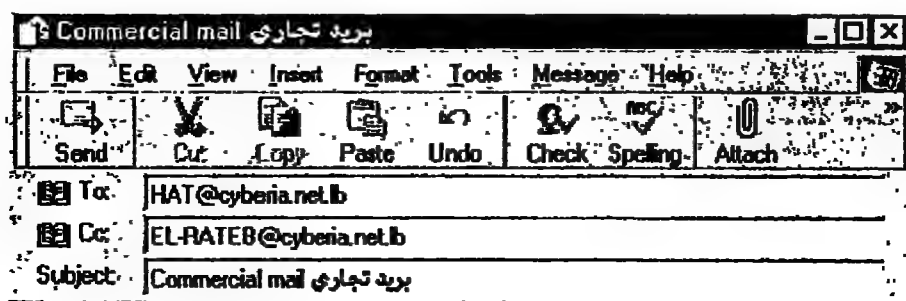 Commercial mail بريد تجاري
File Edit View Insert Format Tools Message Help
Send Cut Copy Paste Undo Check Spelling Attach
To: HAT@cyberia.net.lb
Cc: EL-RATEB@cyberia.net.lb
Subject: Commercial mail بريد تجاري